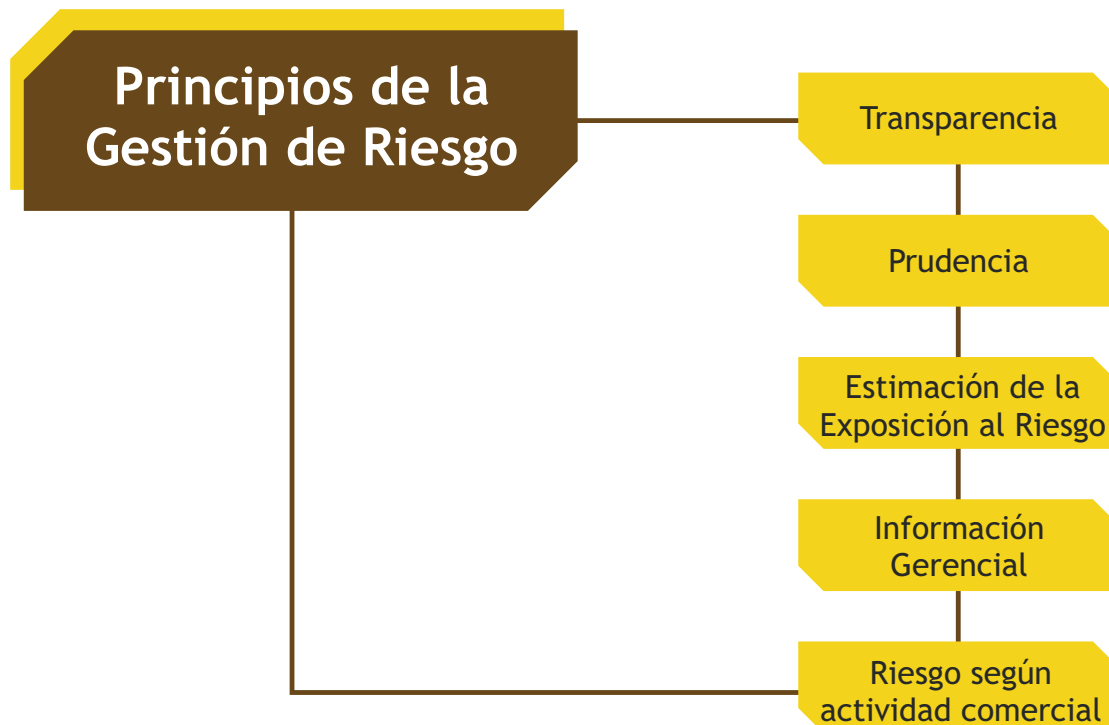 Principios de la
Gestión de Riesgo
Transparencia
Prudencia
Estimación de la
Exposición al Riesgo
Información
Gerencial
Riesgo según
actividad comercial